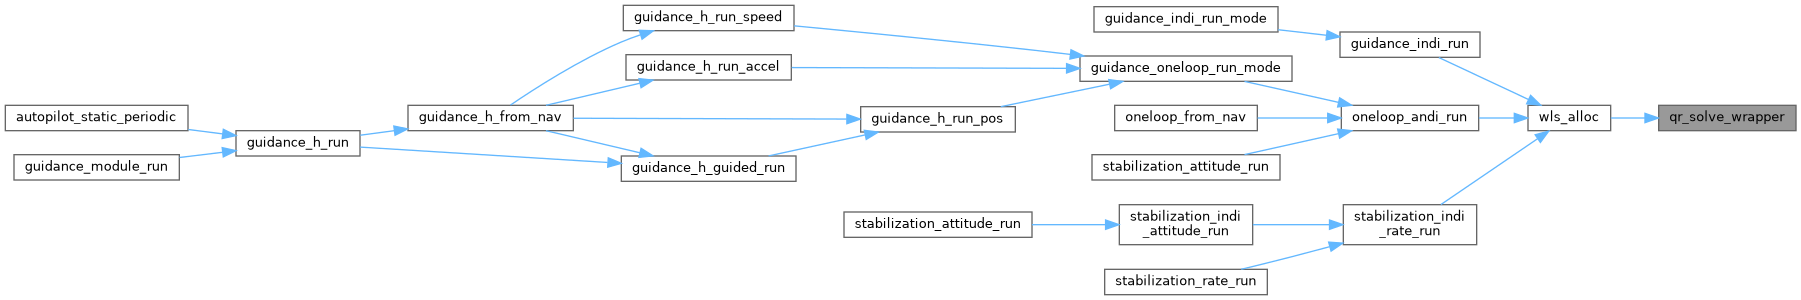 guidance_h_run_speed
guidance_indi_run_mode
guidance_indi_run
guidance_h_run_accel
guidance_oneloop_run_mode
autopilot_static_periodic
guidance_h_from_nav
guidance_h_run_pos
oneloop_from_nav
oneloop_andi_run
wls_alloc
qr_solve_wrapper
guidance_h_run
guidance_module_run
guidance_h_guided_run
stabilization_attitude_run
stabilization_attitude_run
stabilization_indi
_attitude_run
stabilization_indi
_rate_run
stabilization_rate_run